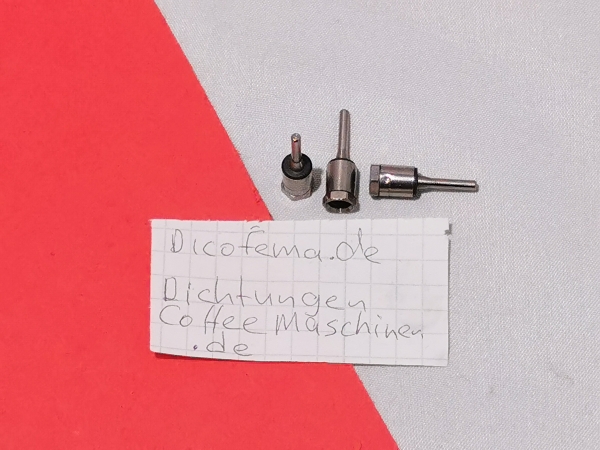 Dicofema.de
Dichtungen
Coffee Maschinen
.de